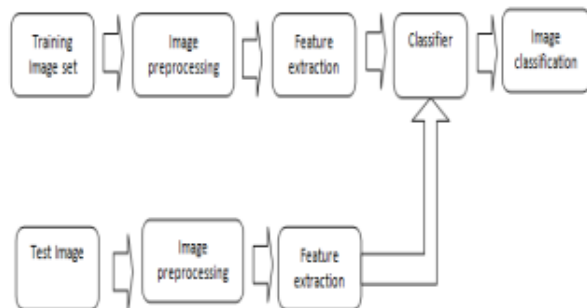 Training
Image set
Image
preprocessing
Feature
extraction
Classifier
Image
classification
Test Image
Image
preprocessing
Feature
extraction